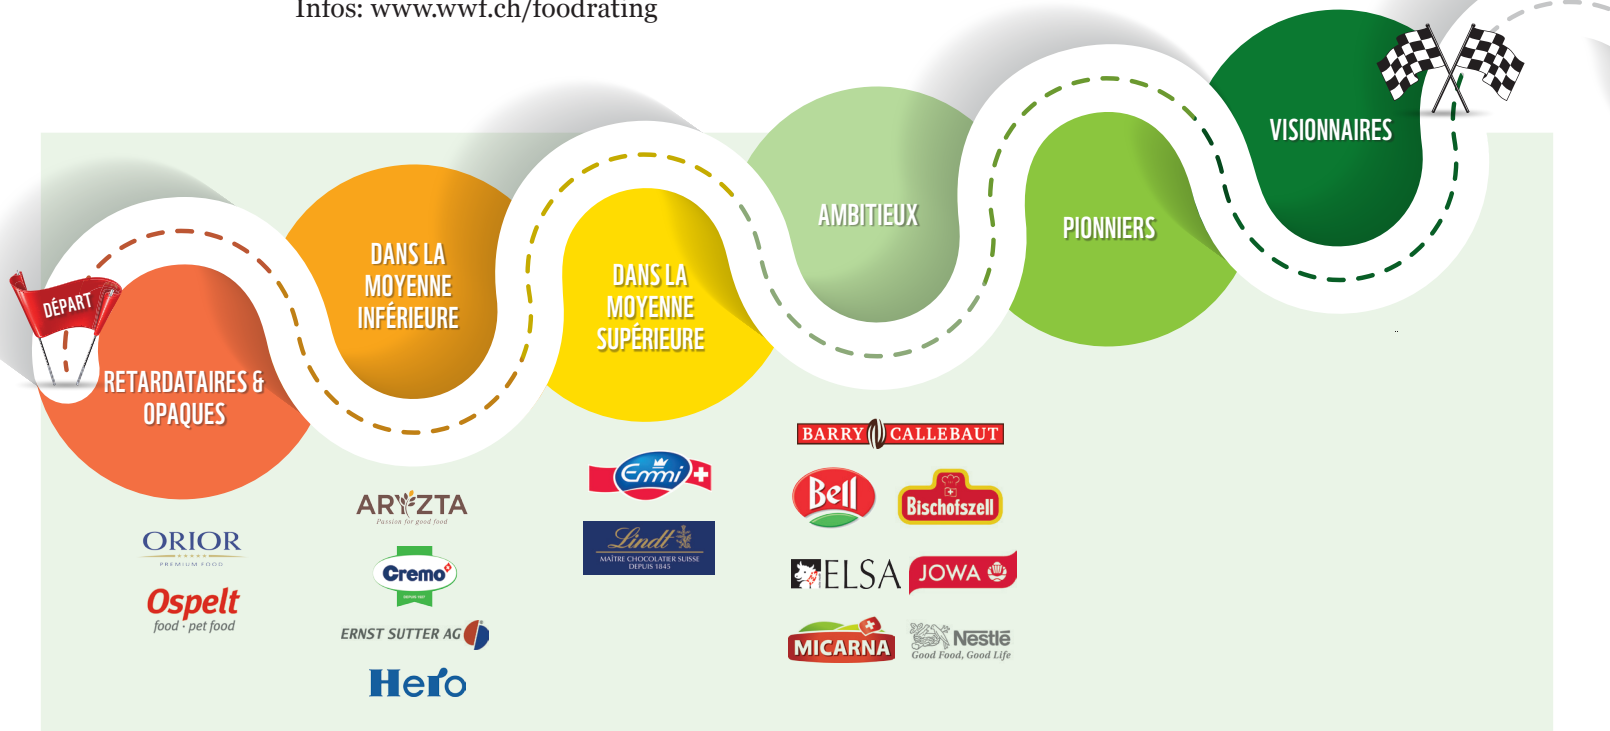 Infos: www.wwf.ch/foodrating
DÉPART
RETARDATAIRES &
OPAQUES
DANS LA
MOYENNE
INFÉRIEURE
DANS LA
MOYENNE
SUPÉRIEURE
AMBITIEUX
PIONNIERS
VISIONNAIRES
ORIOR
PREMIUM FOOD
Ospelt
food · pet food
ARYZTA
Passion for good food
Cremo
DEPUIS 1927
ERNST SUTTER AG
Hero
Emmi
Lindt
MAÎTRE CHOCOLATIER SUISSE
DEPUIS 1845
BARRY CALLEBAUT
Bell
Bischofszell
ELSA
JOWA
MICARNA
Nestlé
Good Food, Good Life